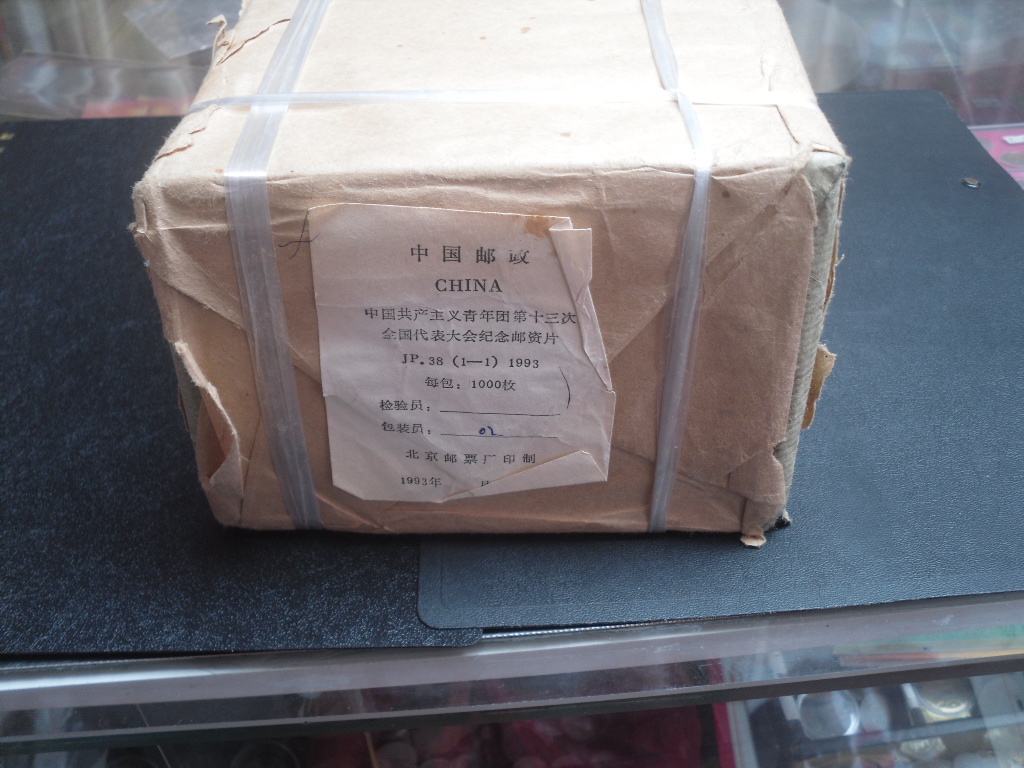 中国邮政
CHINA
中国共产主义青年团第十三次
全国代表大会纪念邮资片
JP.38 (1—1) 1993
每包：1000枚
检验员：
包装员：02
北京邮票厂印制
1993年 月